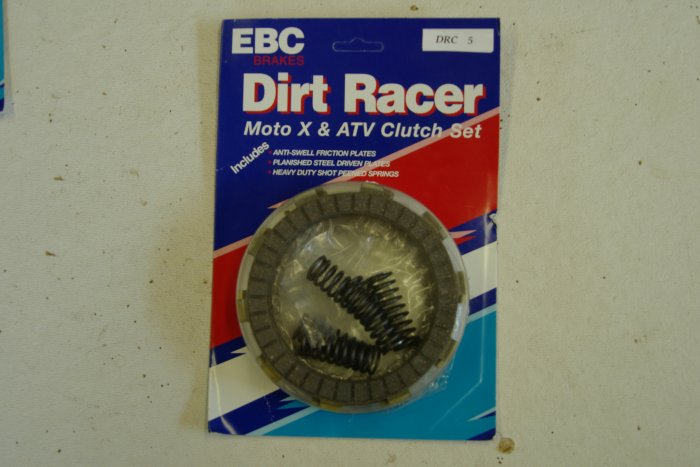 EBC
BRAKES
DRC 5
Dirt Racer
Moto X & ATV Clutch Set
Includes
• ANTI-SWELL FRICTION PLATES
• PLANISHED STEEL DRIVEN PLATES
• HEAVY DUTY SHOT PEENED SPRINGS